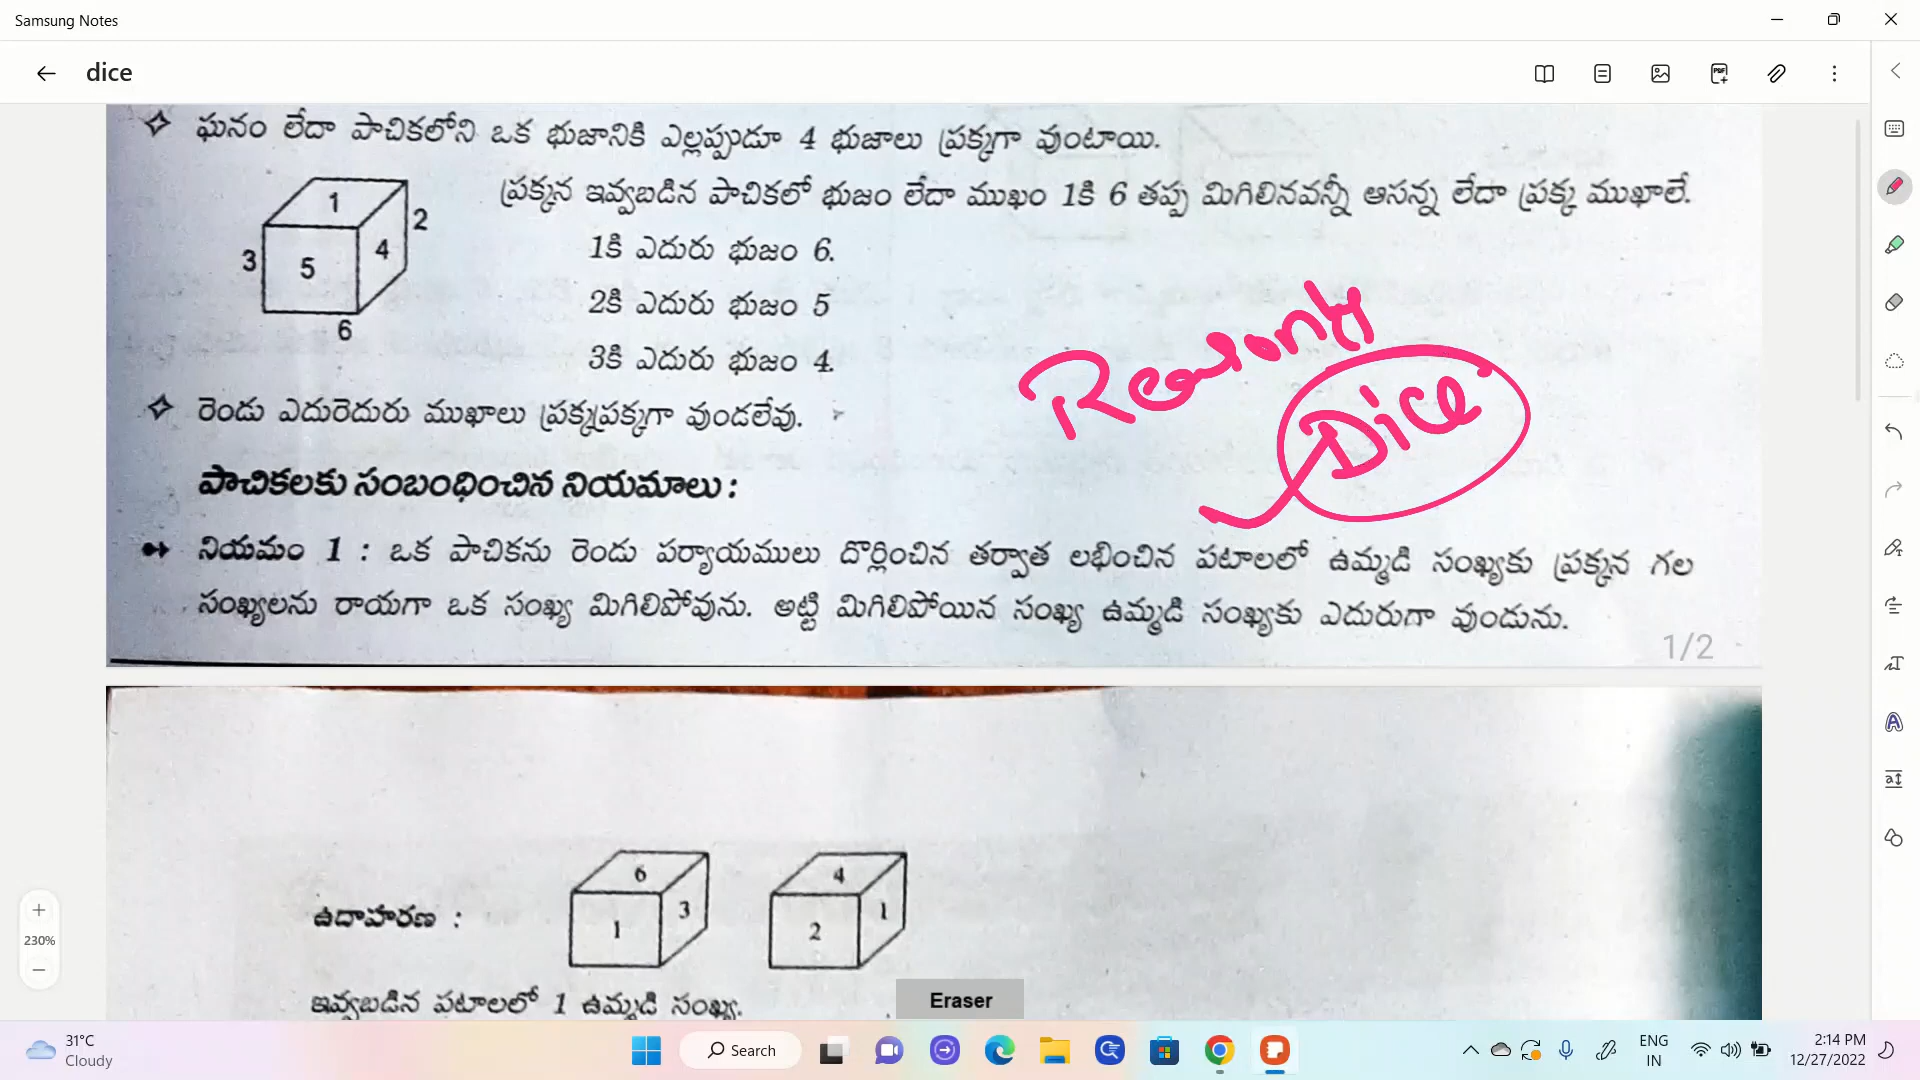 Samsung Notes
dice
ఘనం లేదా పాచికలోని ఒక భుజానికి ఎల్లప్పుడూ 4 భుజాలు ప్రక్కగా వుంటాయి.
ప్రక్కన ఇవ్వబడిన పాచికలో భుజం లేదా ముఖం 1కి 6 తప్ప మిగిలినవన్నీ ఆసన్న లేదా ప్రక్క ముఖాలే.
1
2
3
4
5
6
1కి ఎదురు భుజం 6.
2కి ఎదురు భుజం 5
3కి ఎదురు భుజం 4.
Dice
రెండు ఎదురెదురు ముఖాలు ప్రక్కప్రక్కగా వుండలేవు.
పాచికలకు సంబంధించిన నియమాలు :
నియమం 1 : ఒక పాచికను రెండు పర్యాయములు దొర్లించిన తర్వాత లభించిన పటాలలో ఉమ్మడి సంఖ్యకు ప్రక్కన గల
సంఖ్యలను రాయగా ఒక సంఖ్య మిగిలిపోవును. అట్టి మిగిలిపోయిన సంఖ్య ఉమ్మడి సంఖ్యకు ఎదురుగా వుండును.
1/2
ఉదాహరణ :
6
1
3
4
2
1
ఇవ్వబడిన పటాలలో 1 ఉమ్మడి సంఖ్య.
Eraser
230%
31°C
Cloudy
Search
ENG
IN
2:14 PM
12/27/2022